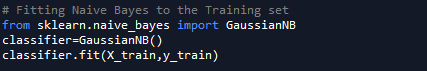 # Fitting Naive Bayes to the Training set
from sklearn.naive_bayes import GaussianNB
classifier=GaussianNB()
classifier.fit(X_train,y_train)